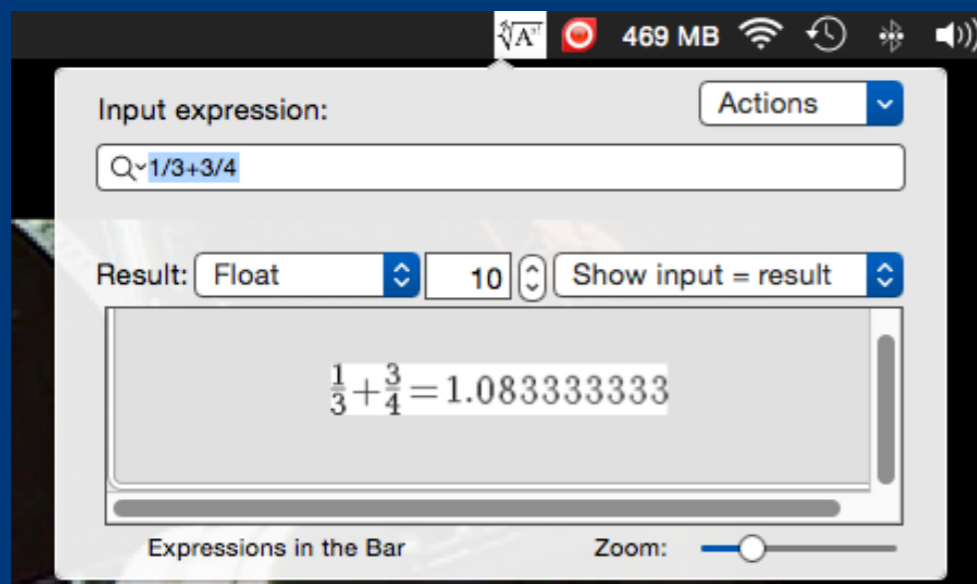 469 MB
Input expression:
Actions
1/3+3/4
Result: Float 10 Show input = result
1/3+3/4=1.083333333
Expressions in the Bar Zoom: